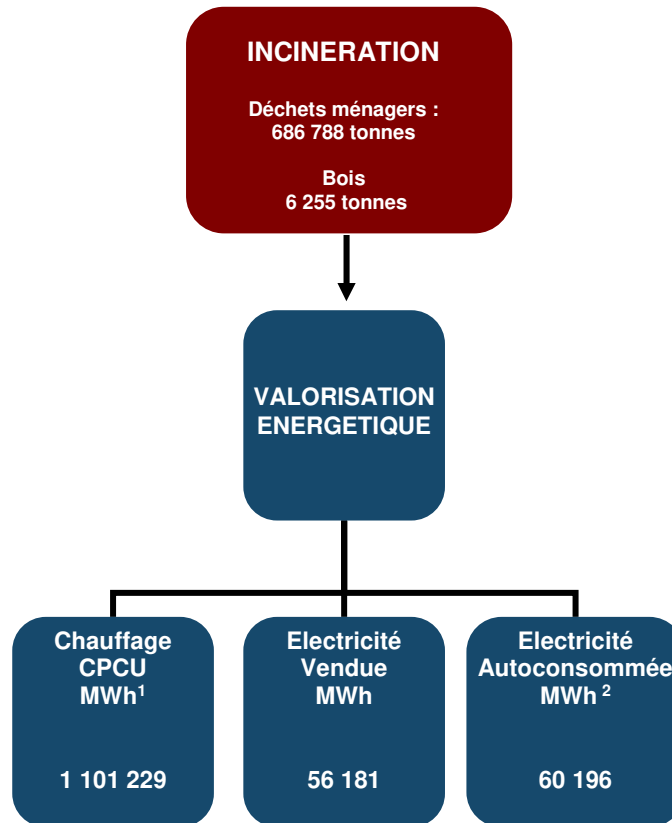 INCINERATION
Déchets ménagers :
686 788 tonnes
Bois
6 255 tonnes
VALORISATION
ENERGETIQUE
Chauffage
CPCU
MWh¹
1 101 229
Electricité
Vendue
MWh
56 181
Electricité
Autoconsommée
MWh ²
60 196